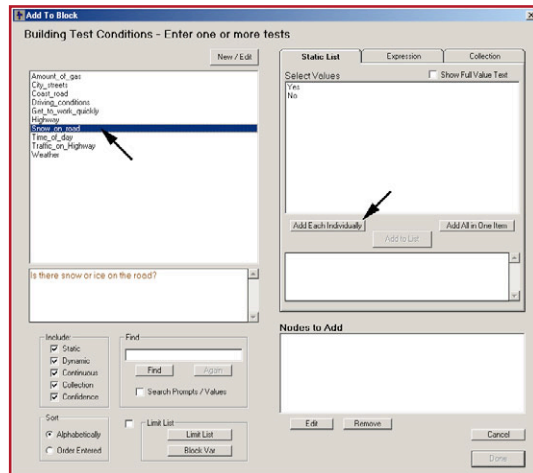 Add To Block
Building Test Conditions - Enter one or more tests
New / Edit
Amount_of_gas
City_streets
Coast_road
Driving_conditions
Get_to_work_quickly
Highway
Snow_on_road
Time_of_day
Traffic_on_Highway
Weather
Is there snow or ice on the road?
Include:
Static
Dynamic
Continuous
Collection
Confidence
Find
Find Again
Search Prompts / Values
Sort
Alphabetically
Order Entered
Limit List
Limit List
Block Var
Static List Expression Collection
Select Values Show Full Value Text
Yes
No
Add Each Individually Add All in One Item
Add to List
Nodes to Add
Edit Remove
Cancel
Done